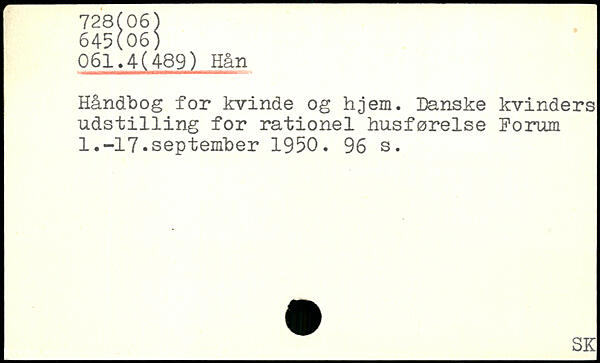 728(06)
645(06)
061.4(489) Hån
Håndbog for kvinde og hjem. Danske kvinders
udstilling for rationel husførelse Forum
1.-17.september 1950. 96 s.
SK